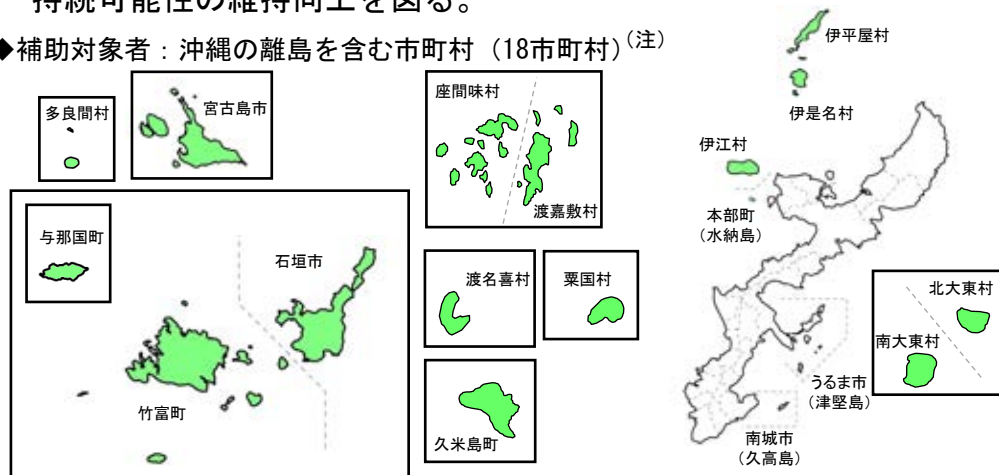 持続可能性の維持向上を図る。
◆補助対象者：沖縄の離島を含む市町村（18市町村）(注)
多良間村
宮古島市
座間味村
渡嘉敷村
伊平屋村
伊是名村
伊江村
本部町
（水納島）
与那国町
石垣市
竹富町
渡名喜村
粟国村
久米島町
北大東村
南大東村
うるま市
（津堅島）
南城市
（久高島）